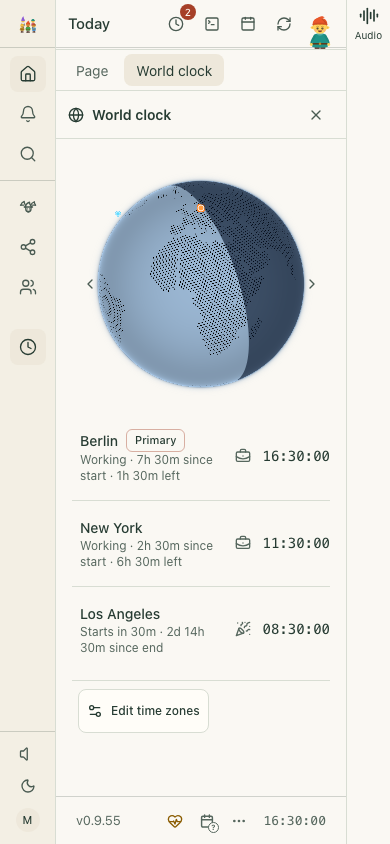 Today
2
Audio
Page
World clock
World clock
Berlin
Primary
Working · 7h 30m since
start · 1h 30m left
16:30:00
New York
Working · 2h 30m since
start · 6h 30m left
11:30:00
Los Angeles
Starts in 30m · 2d 14h
30m since end
08:30:00
Edit time zones
M
v0.9.55
?
16:30:00